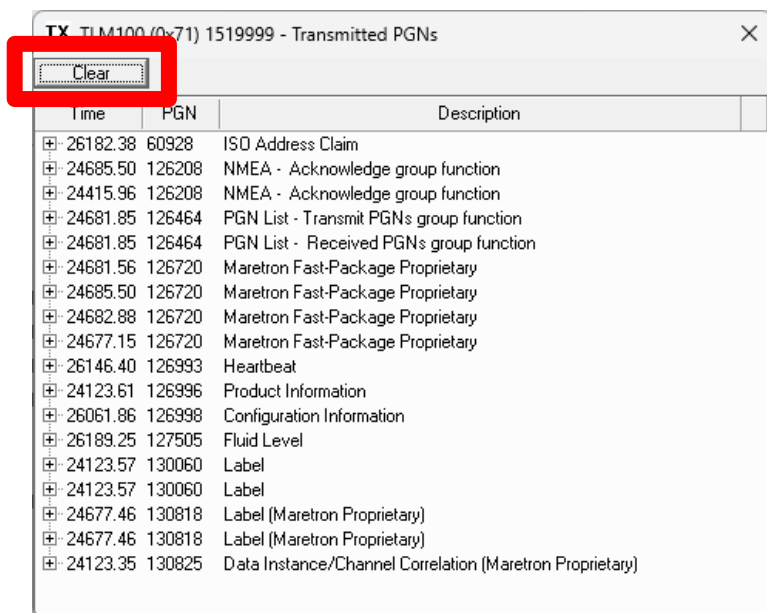 TX TLM100 (0x71) 1519999 - Transmitted PGNs
Clear
Time PGN Description
26182.38 60928 ISO Address Claim
24685.50 126208 NMEA - Acknowledge group function
24415.96 126208 NMEA - Acknowledge group function
24681.85 126464 PGN List - Transmit PGNs group function
24681.85 126464 PGN List - Received PGNs group function
24681.56 126720 Maretron Fast-Package Proprietary
24685.50 126720 Maretron Fast-Package Proprietary
24682.88 126720 Maretron Fast-Package Proprietary
24677.15 126720 Maretron Fast-Package Proprietary
26146.40 126993 Heartbeat
24123.61 126996 Product Information
26061.86 126998 Configuration Information
26189.25 127505 Fluid Level
24123.57 130060 Label
24123.57 130060 Label
24677.46 130818 Label (Maretron Proprietary)
24677.46 130818 Label (Maretron Proprietary)
24123.35 130825 Data Instance/Channel Correlation (Maretron Proprietary)